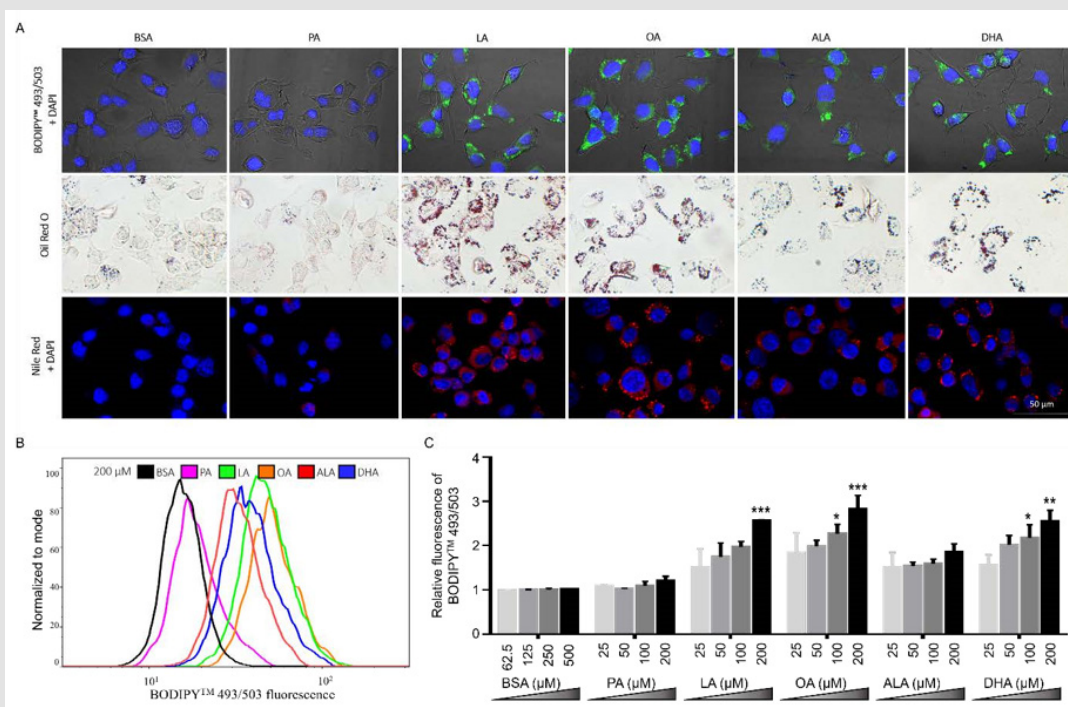 A
BSA PA LA OA ALA DHA
BODIPY™ 493/503
+ DAPI
Oil Red O
Nile Red
+ DAPI
50 µm
B
200 µM BSA PA LA OA ALA DHA
Normalized to mode
100
80
60
40
20
0
10¹ 10²
BODIPY™ 493/503 fluorescence
C
Relative fluorescence of
BODIPY™ 493/503
4
3
2
1
0
*** * *** * **
62.5 125 250 500 25 50 100 200 25 50 100 200 25 50 100 200 25 50 100 200 25 50 100 200
BSA (µM) PA (µM) LA (µM) OA (µM) ALA (µM) DHA (µM)